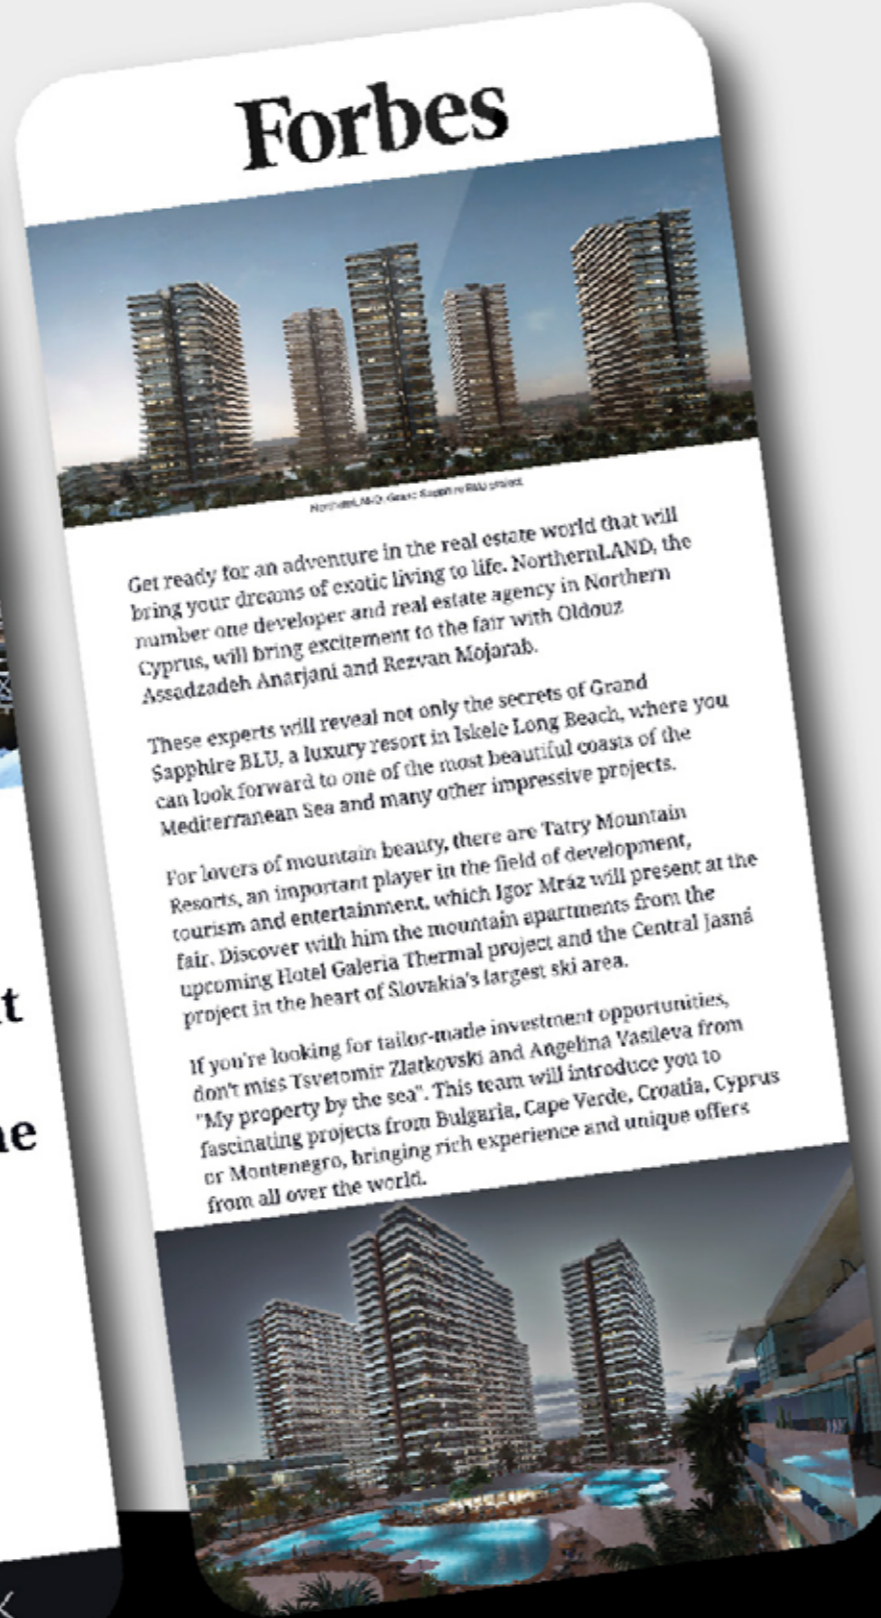 Forbes
NorthernLAND, Grand Sapphire BLU project
Get ready for an adventure in the real estate world that will
bring your dreams of exotic living to life. NorthernLAND, the
number one developer and real estate agency in Northern
Cyprus, will bring excitement to the fair with Oldouz
Assadzadeh Anarjani and Rezvan Mojarab.
These experts will reveal not only the secrets of Grand
Sapphire BLU, a luxury resort in Iskele Long Beach, where you
can look forward to one of the most beautiful coasts of the
Mediterranean Sea and many other impressive projects.
For lovers of mountain beauty, there are Tatry Mountain
Resorts, an important player in the field of development,
tourism and entertainment, which Igor Mráz will present at the
fair. Discover with him the mountain apartments from the
upcoming Hotel Galeria Thermal project and the Central Jasná
project in the heart of Slovakia's largest ski area.
If you're looking for tailor-made investment opportunities,
don't miss Tsvetomir Zlatkovski and Angelina Vasileva from
"My property by the sea". This team will introduce you to
fascinating projects from Bulgaria, Cape Verde, Croatia, Cyprus
or Montenegro, bringing rich experience and unique offers
from all over the world.